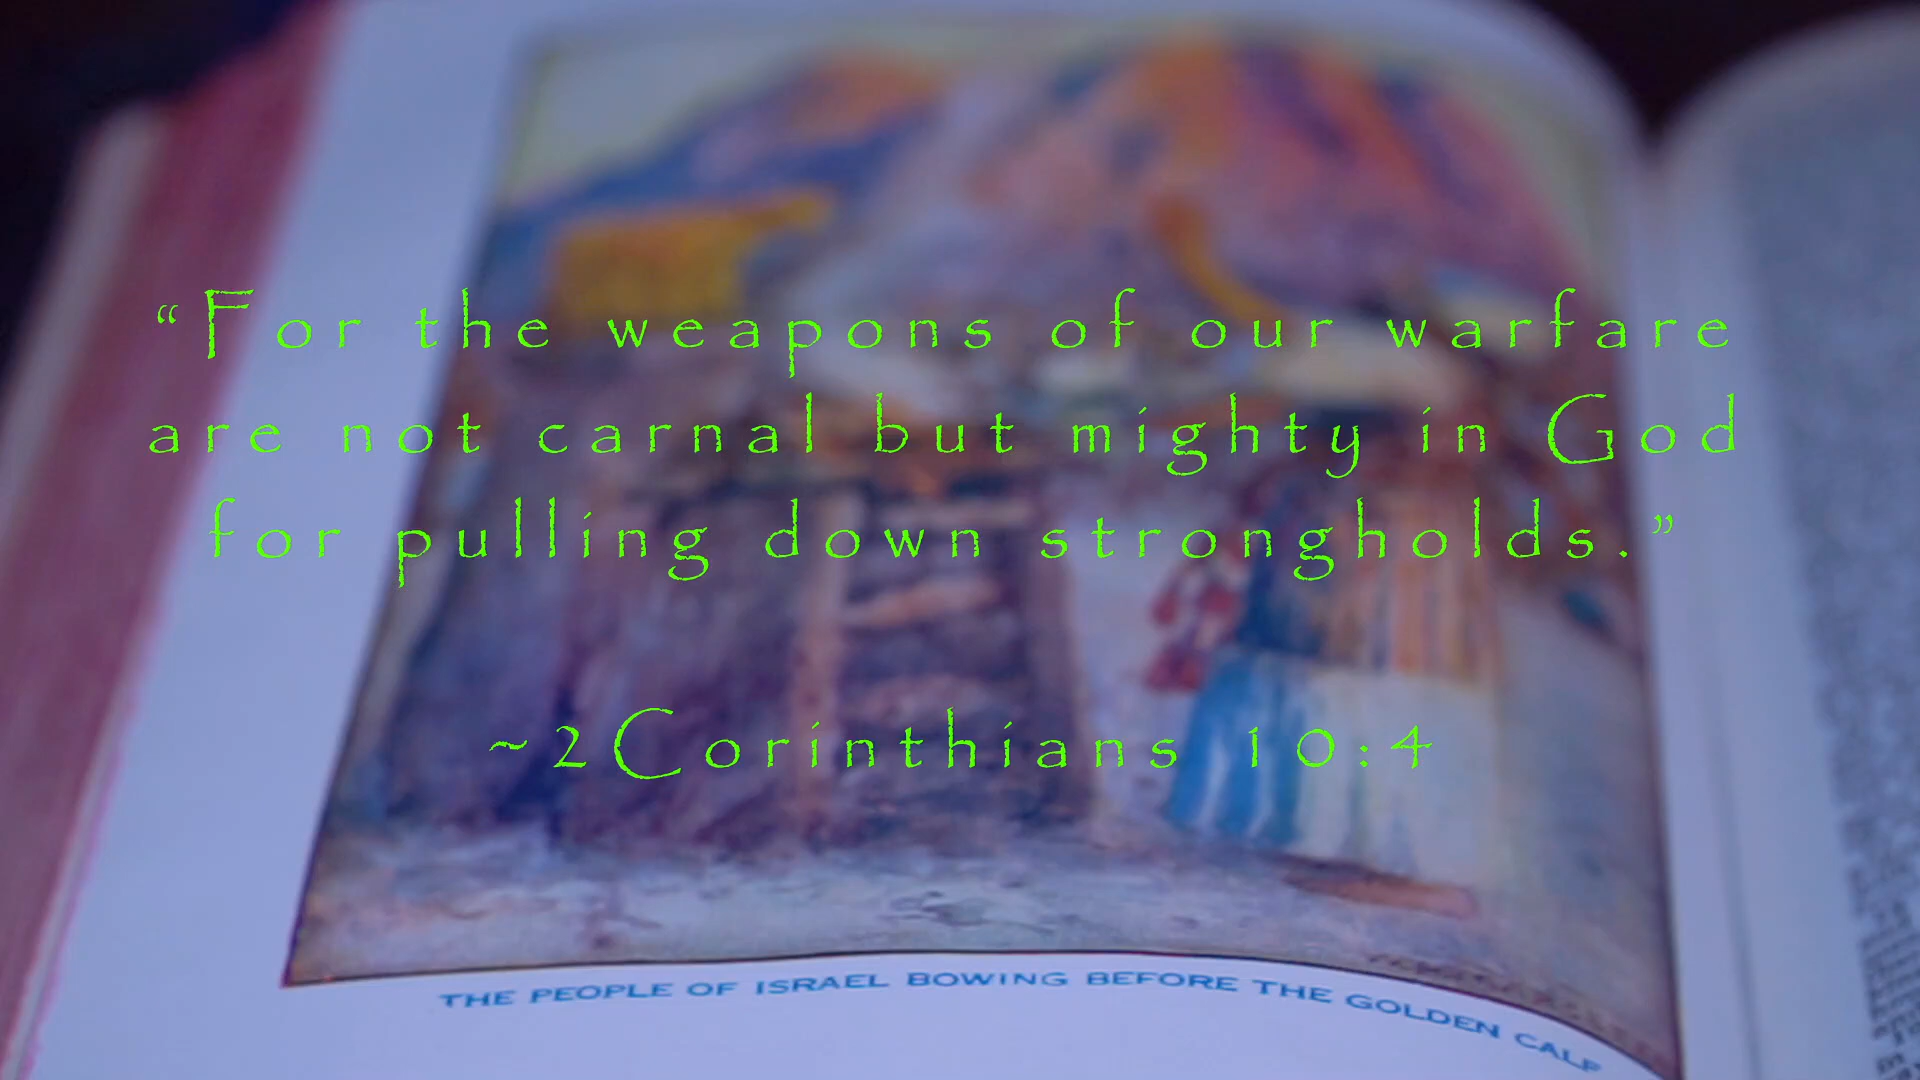 “For the weapons of our warfare
are not carnal but mighty in God
for pulling down strongholds.”
~2Corinthians 10:4
THE PEOPLE OF ISRAEL BOWING BEFORE THE GOLDEN CALF